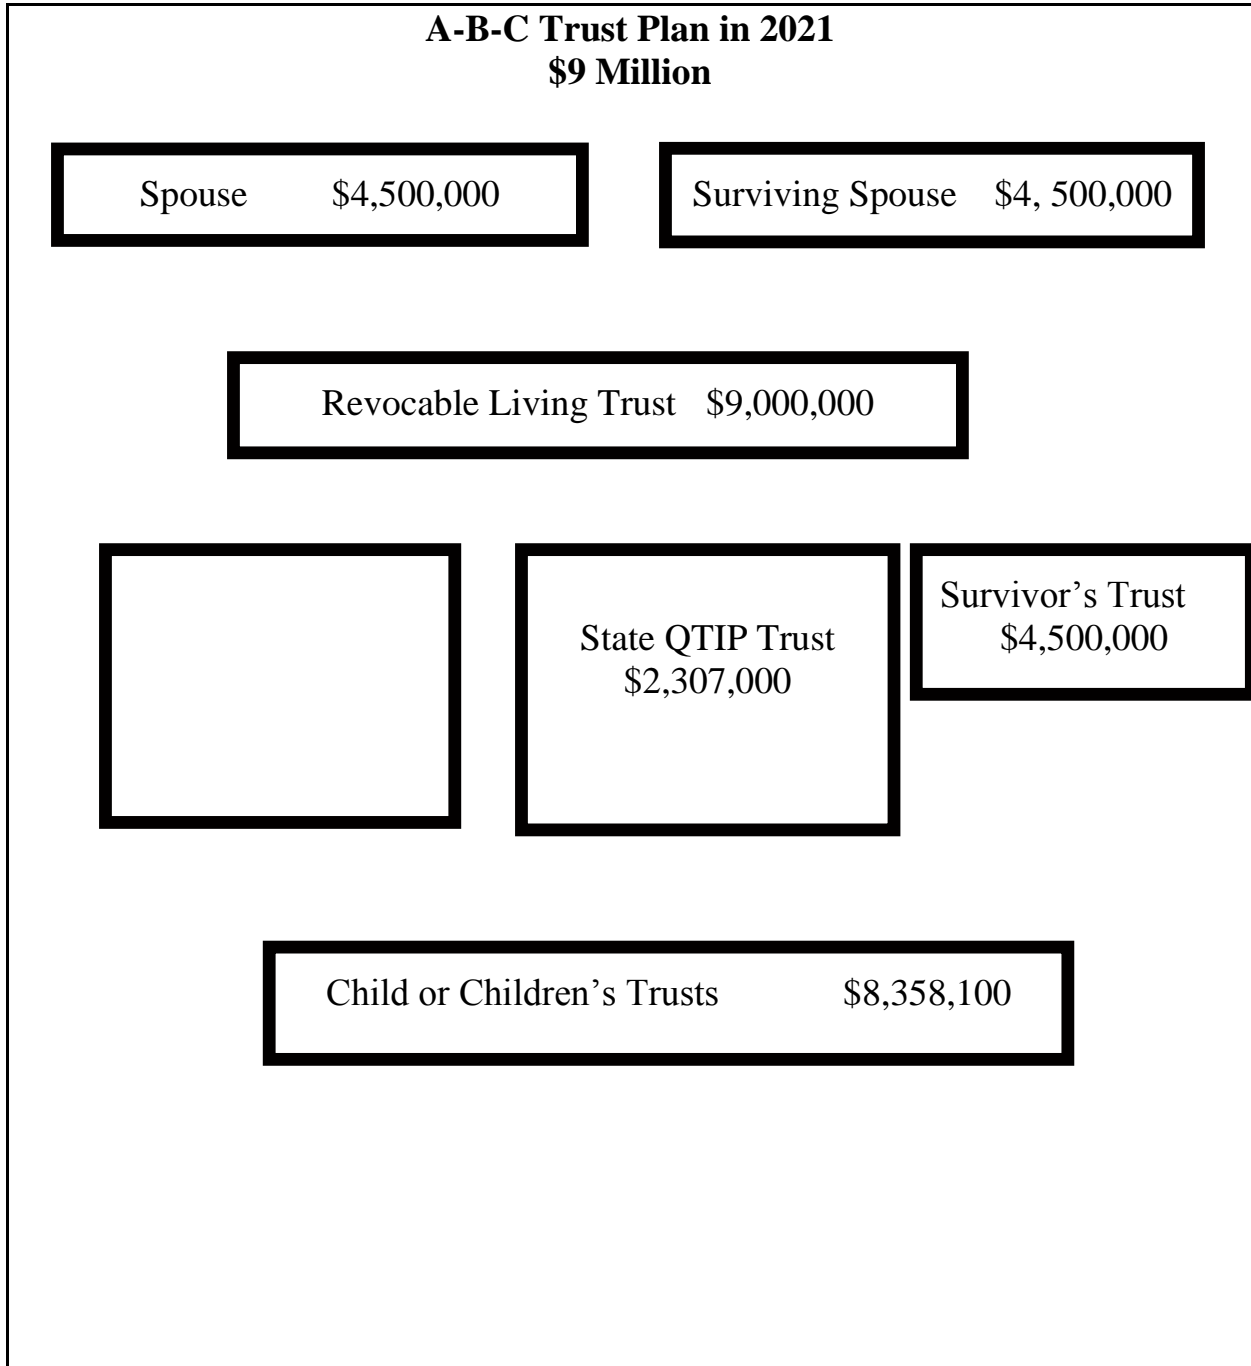 A-B-C Trust Plan in 2021
$9 Million
Spouse $4,500,000
Surviving Spouse $4, 500,000
Revocable Living Trust $9,000,000
State QTIP Trust
$2,307,000
Survivor’s Trust
$4,500,000
Child or Children’s Trusts $8,358,100